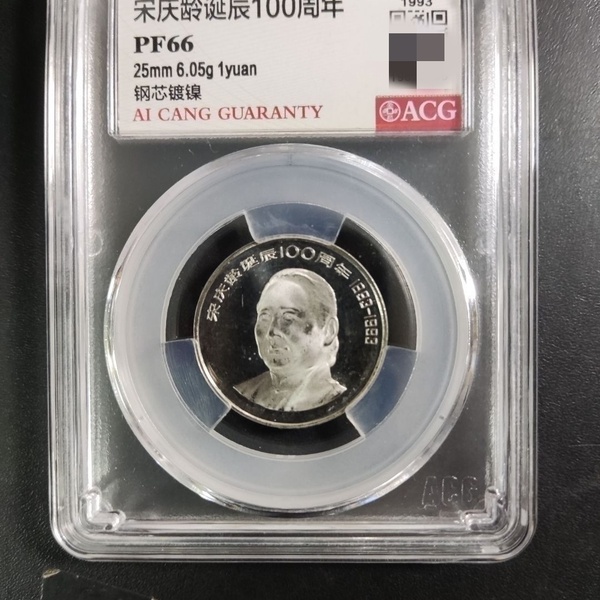 宋庆龄诞辰100周年
1993
PF66
25mm 6.05g 1yuan
钢芯镀镍
AI CANG GUARANTY
ACG
宋庆龄诞辰100周年 1893-1993
ACG